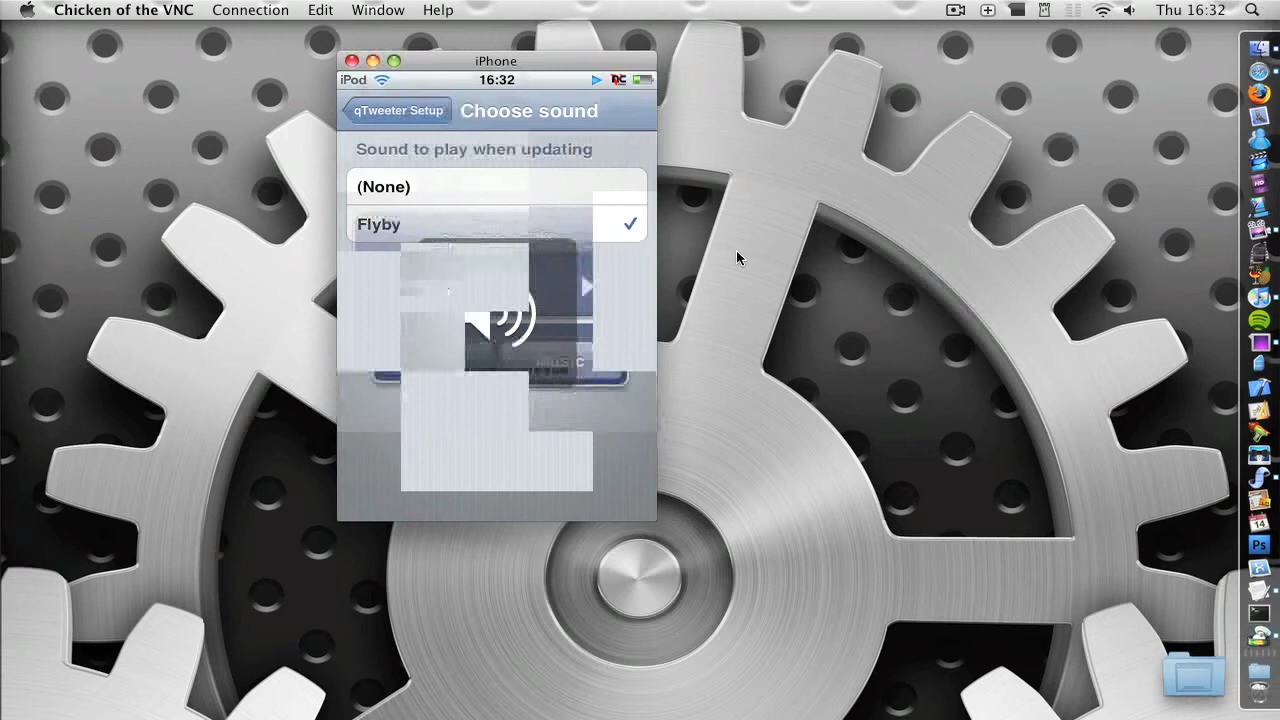 Chicken of the VNC Connection Edit Window Help Thu 16:32
iPhone
iPod 16:32
qTweeter Setup Choose sound
Sound to play when updating
(None)
Flyby
14
Ps